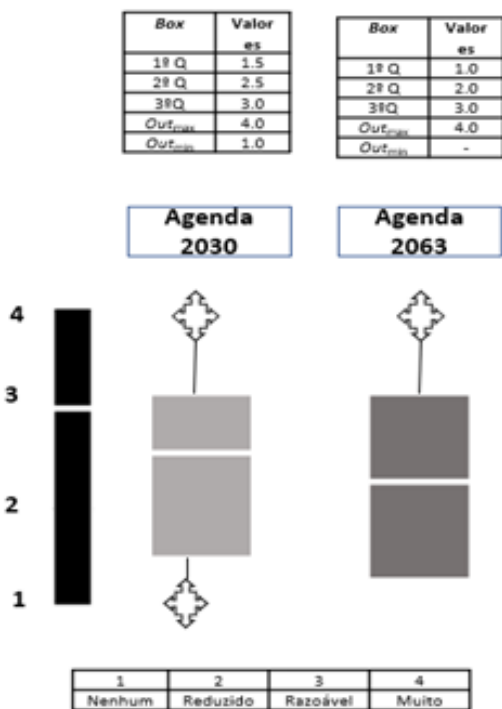 Box Valor
es
1º Q 1.5
2º Q 2.5
3ºQ 3.0
Outmax 4.0
Outmin 1.0
Box Valor
es
1º Q 1.0
2º Q 2.0
3ºQ 3.0
Outmax 4.0
Outmin -
Agenda
2030
Agenda
2063
4
3
2
1
1 2 3 4
Nenhum Reduzido Razoável Muito